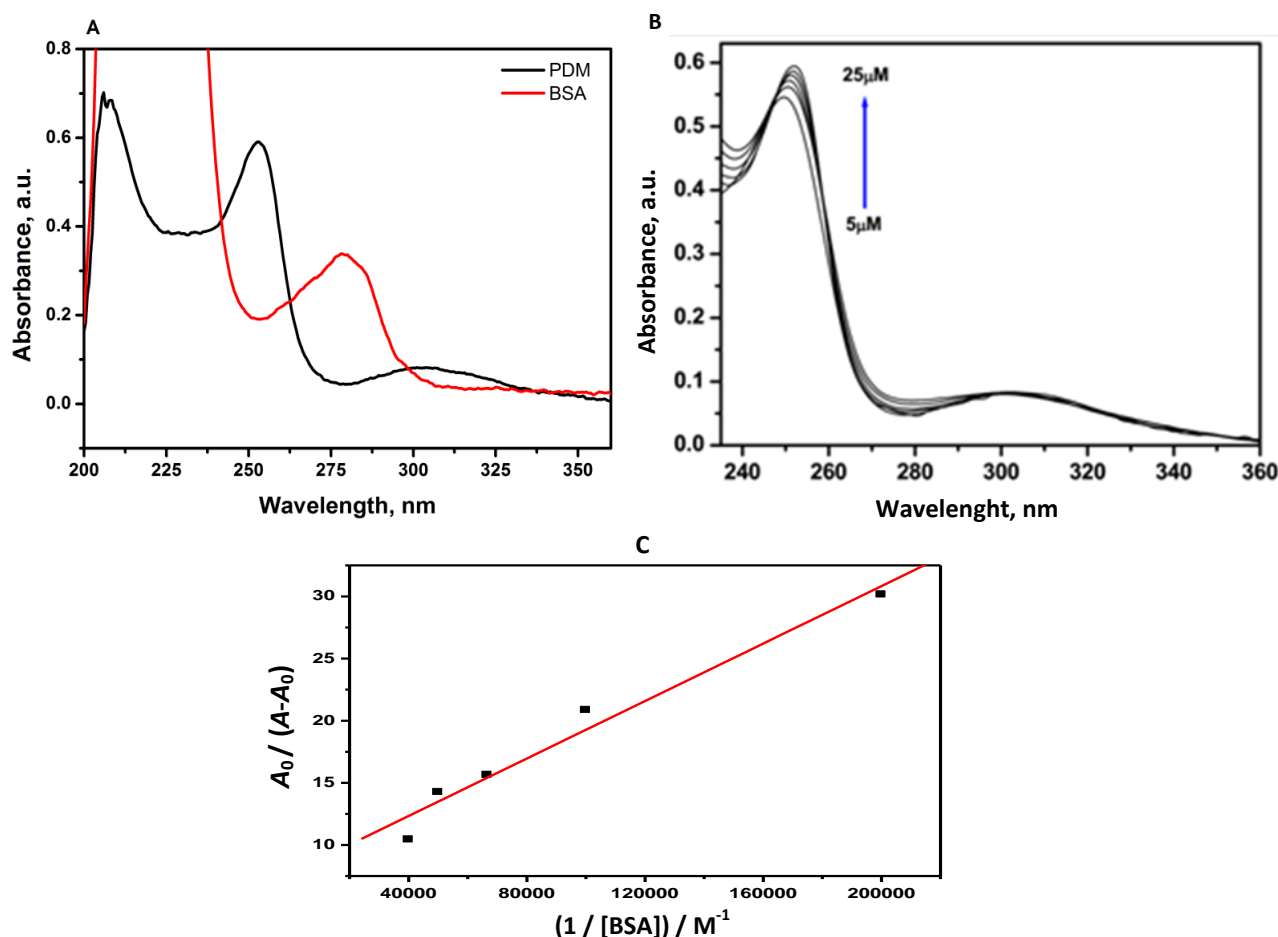 A
0.8
0.6
0.4
0.2
0.0
Absorbance, a.u.
PDM
BSA
200 225 250 275 300 325 350
Wavelength, nm
B
0.6
0.5
0.4
0.3
0.2
0.1
0.0
Absorbance, a.u.
25μM
5μM
240 260 280 300 320 340 360
Wavelenght, nm
C
30
25
20
15
10
A0 / (A-A0)
40000 80000 120000 160000 200000
(1 / [BSA]) / M-1